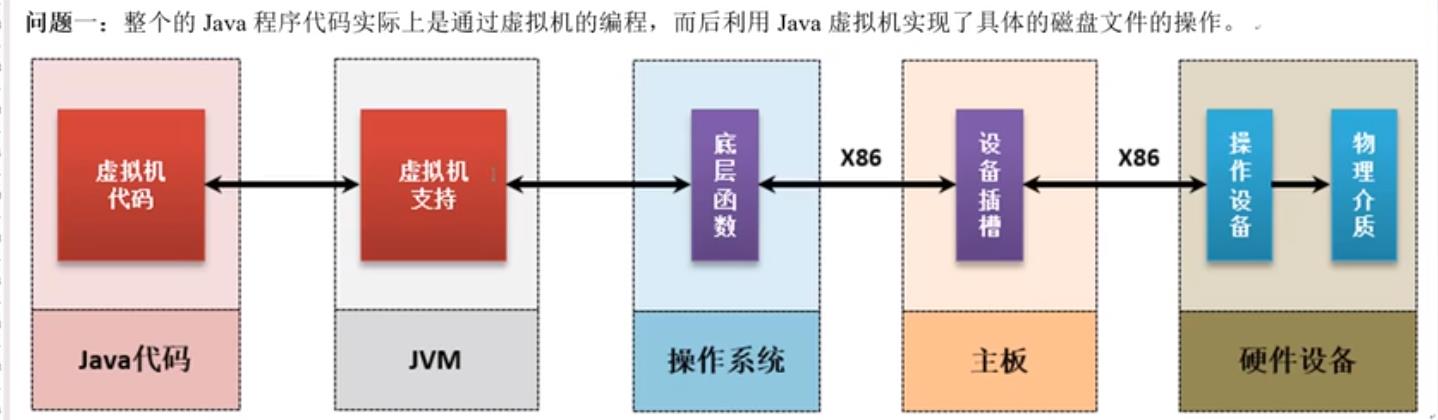 问题一：整个的 Java 程序代码实际上是通过虚拟机的编程，而后利用 Java 虚拟机实现了具体的磁盘文件的操作。
虚拟机
代码
虚拟机
支持
底层函数
X86
设备插槽
X86
操作设备
物理介质
Java代码
JVM
操作系统
主板
硬件设备